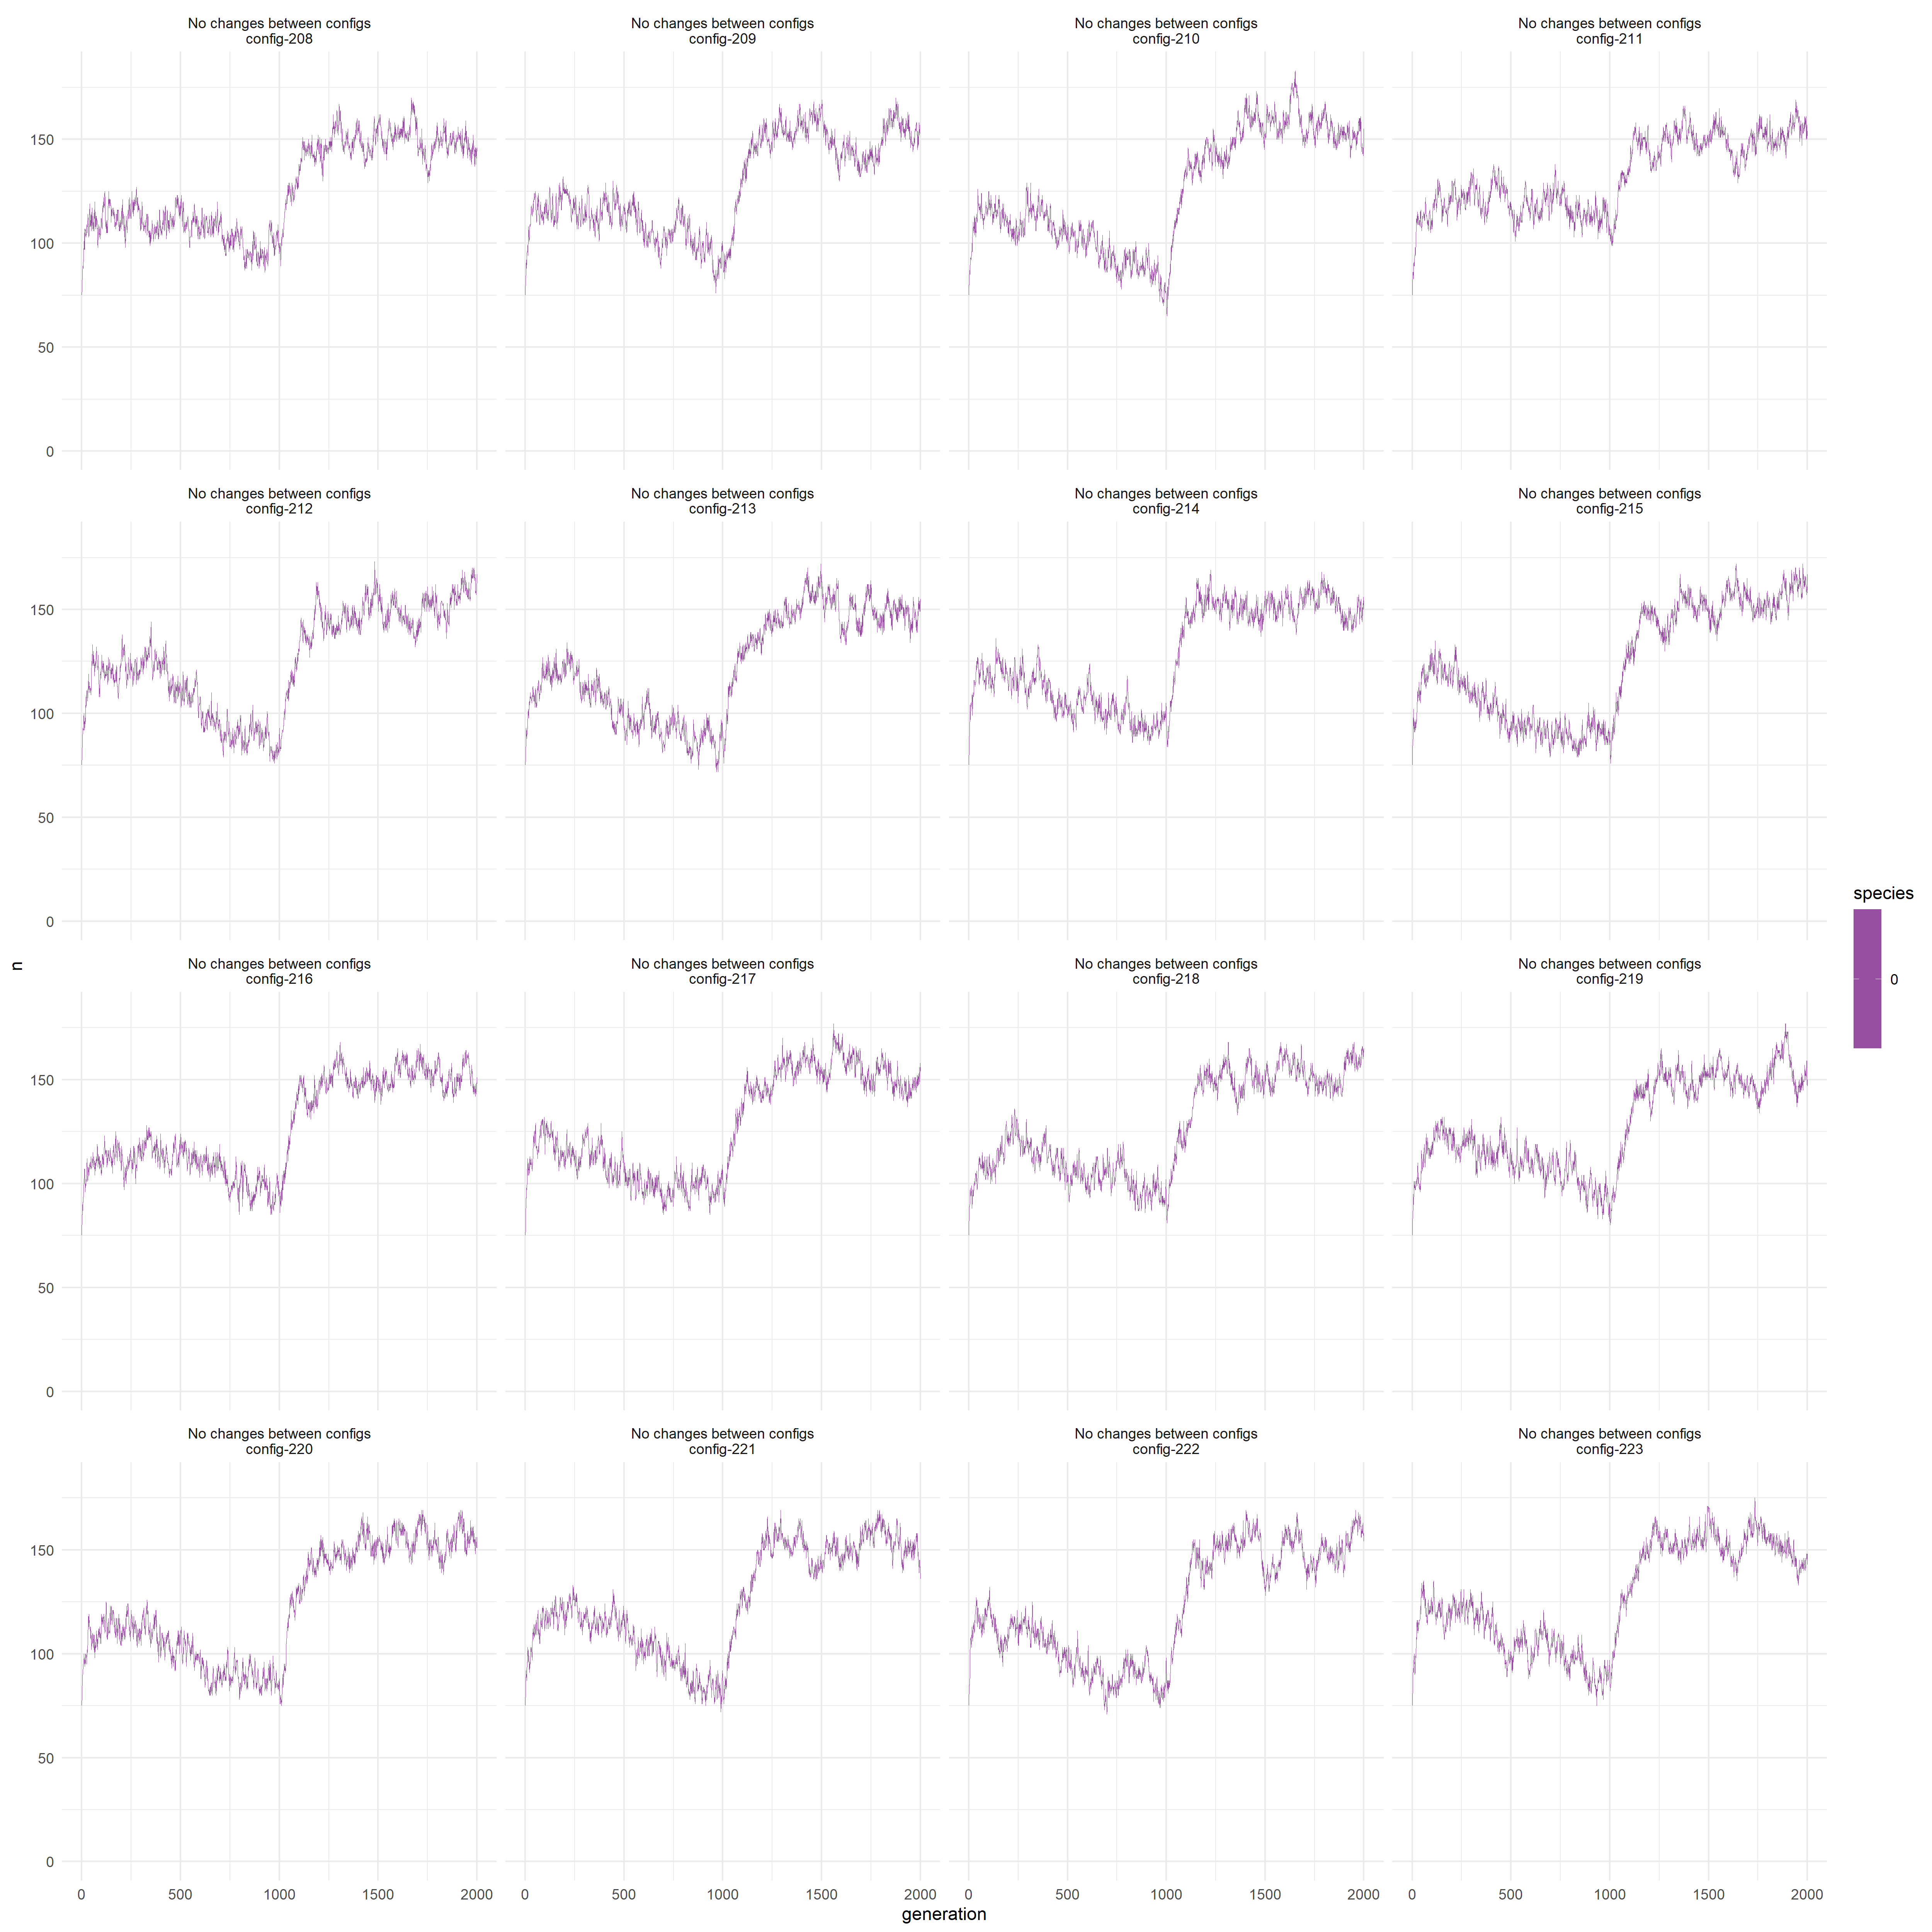 No changes between configs
config-208
No changes between configs
config-209
No changes between configs
config-210
No changes between configs
config-211
150
100
50
0
No changes between configs
config-212
No changes between configs
config-213
No changes between configs
config-214
No changes between configs
config-215
150
100
50
0
n
No changes between configs
config-216
No changes between configs
config-217
No changes between configs
config-218
No changes between configs
config-219
150
100
50
0
No changes between configs
config-220
No changes between configs
config-221
No changes between configs
config-222
No changes between configs
config-223
150
100
50
0
0 500 1000 1500 2000
0 500 1000 1500 2000
0 500 1000 1500 2000
0 500 1000 1500 2000
generation
species
0